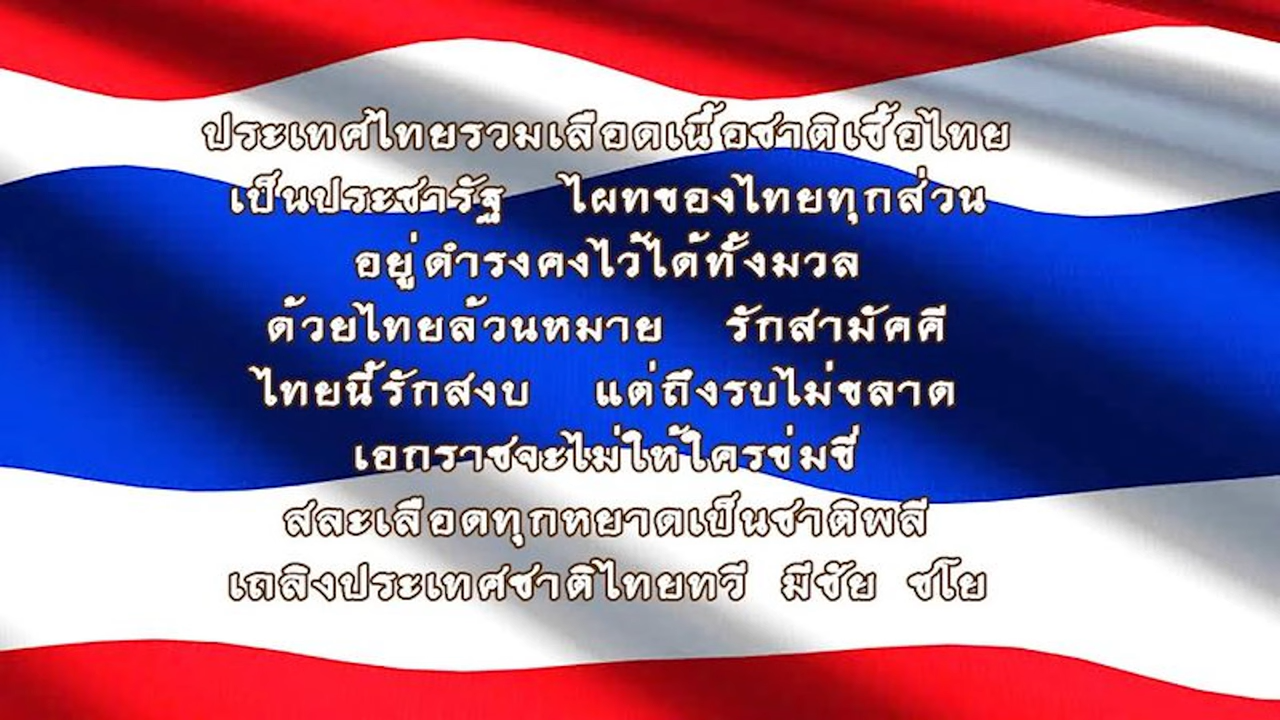 ประเทศไทยรวมเลือดเนื้อชาติเชื้อไทย
เป็นประชารัฐ ไผทของไทยทุกส่วน
อยู่ดำรงคงไว้ได้ทั้งมวล
ด้วยไทยล้วนหมาย รักสามัคคี
ไทยนี้รักสงบ แต่ถึงรบไม่ขลาด
เอกราชจะไม่ให้ใครข่มขี่
สละเลือดทุกหยาดเป็นชาติพลี
เถลิงประเทศชาติไทยทวี มีชัย ชโย